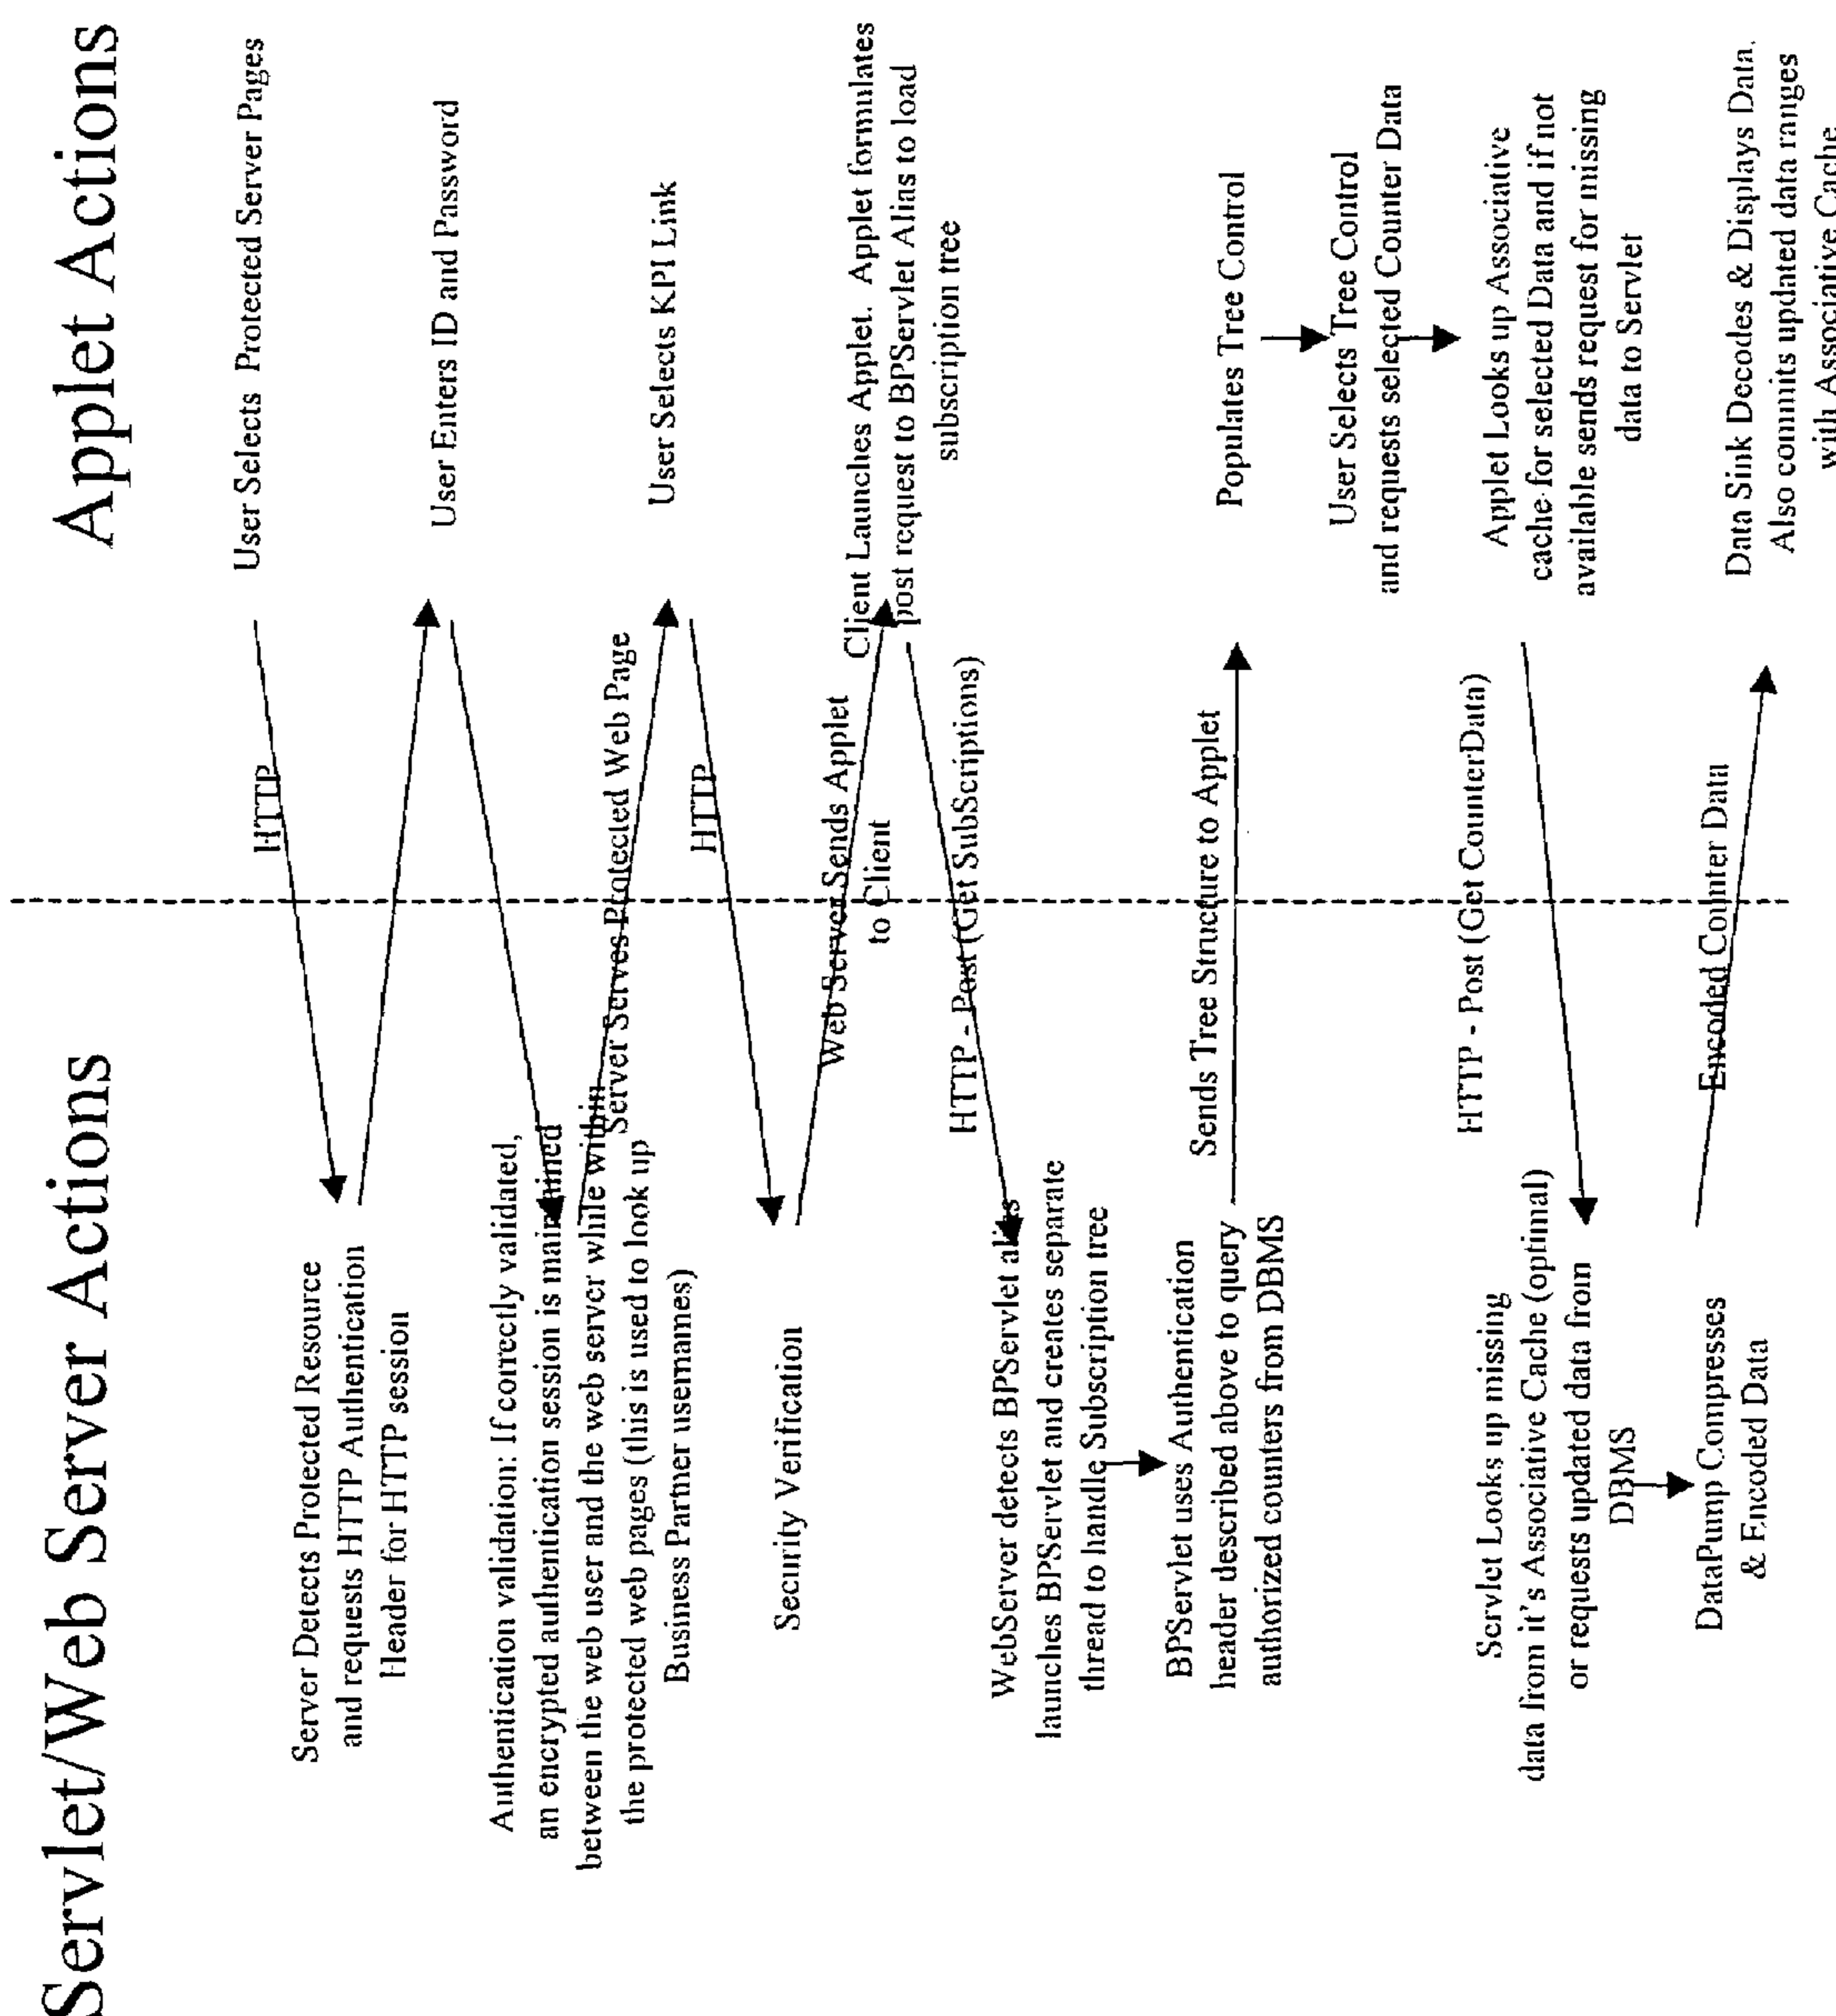 Servlet/Web Server Actions
Applet Actions
User Selects Protected Server Pages
HTTP
Server Detects Protected Resource
and requests HTTP Authentication
Header for HTTP session
User Enters ID and Password
Authentication validation: If correctly validated,
an encrypted authentication session is maintained
between the web user and the web server while within
the protected web pages (this is used to look up
Business Partner usernames)
Server Serves Protected Web Page
User Selects KPI Link
HTTP
Security Verification
Web Server Sends Applet
to Client
Client Launches Applet. Applet formulates
post request to BPServlet Alias to load
subscription tree
HTTP - Post (Get SubScriptions)
WebServer detects BPServlet alias
launches BPServlet and creates separate
thread to handle Subscription tree
BPServlet uses Authentication
header described above to query
authorized counters from DBMS
Sends Tree Structure to Applet
Populates Tree Control
User Selects Tree Control
and requests selected Counter Data
Applet Looks up Associative
cache for selected Data and if not
available sends request for missing
data to Servlet
HTTP - Post (Get CounterData)
Servlet Looks up missing
data from it's Associative Cache (optimal)
or requests updated data from
DBMS
DataPump Compresses
& Encoded Data
Encoded Counter Data
Data Sink Decodes & Displays Data.
Also commits updated data ranges
with Associative Cache